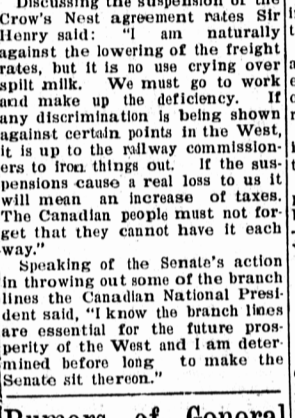 Discussing the suspension of the
Crow's Nest agreement rates Sir
Henry said: "I am naturally
against the lowering of the freight
rates, but it is no use crying over
spilt milk. We must go to work
and make up the deficiency. If
any discrimination is being shown
against certain points in the West,
it is up to the railway commission-
ers to iron things out. If the sus-
pensions cause a real loss to us it
will mean an increase of taxes.
The Canadian people must not for-
get that they cannot have it each
way."
Speaking of the Senate's action
in throwing out some of the branch
lines the Canadian National Presi-
dent said, "I know the branch lines
are essential for the future pros-
perity of the West and I am deter-
mined before long to make the
Senate sit thereon."
Rumors of General